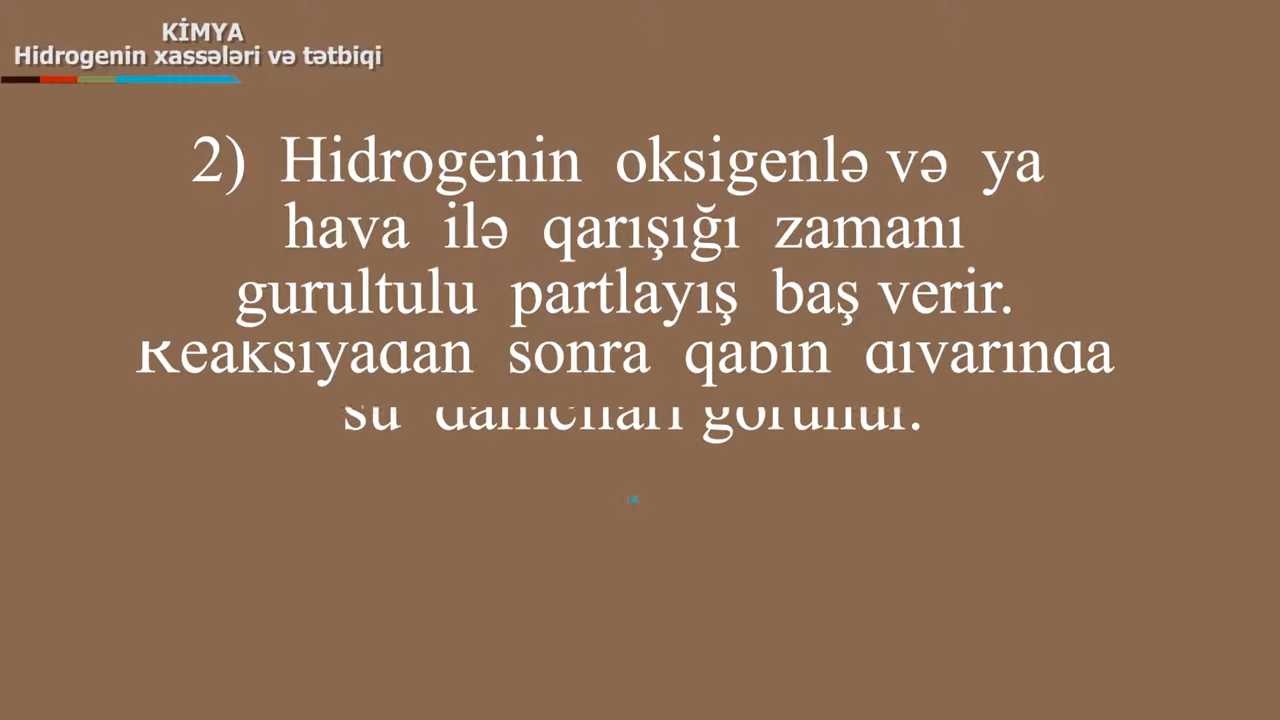 KİMYA
Hidrogenin xassələri və tətbiqi
2) Hidrogenin oksigenlə və ya
hava ilə qarışığı zamanı
gurultulu partlayış baş verir.
Reaksiyadan sonra qabın divarında
su damcıları görünür.